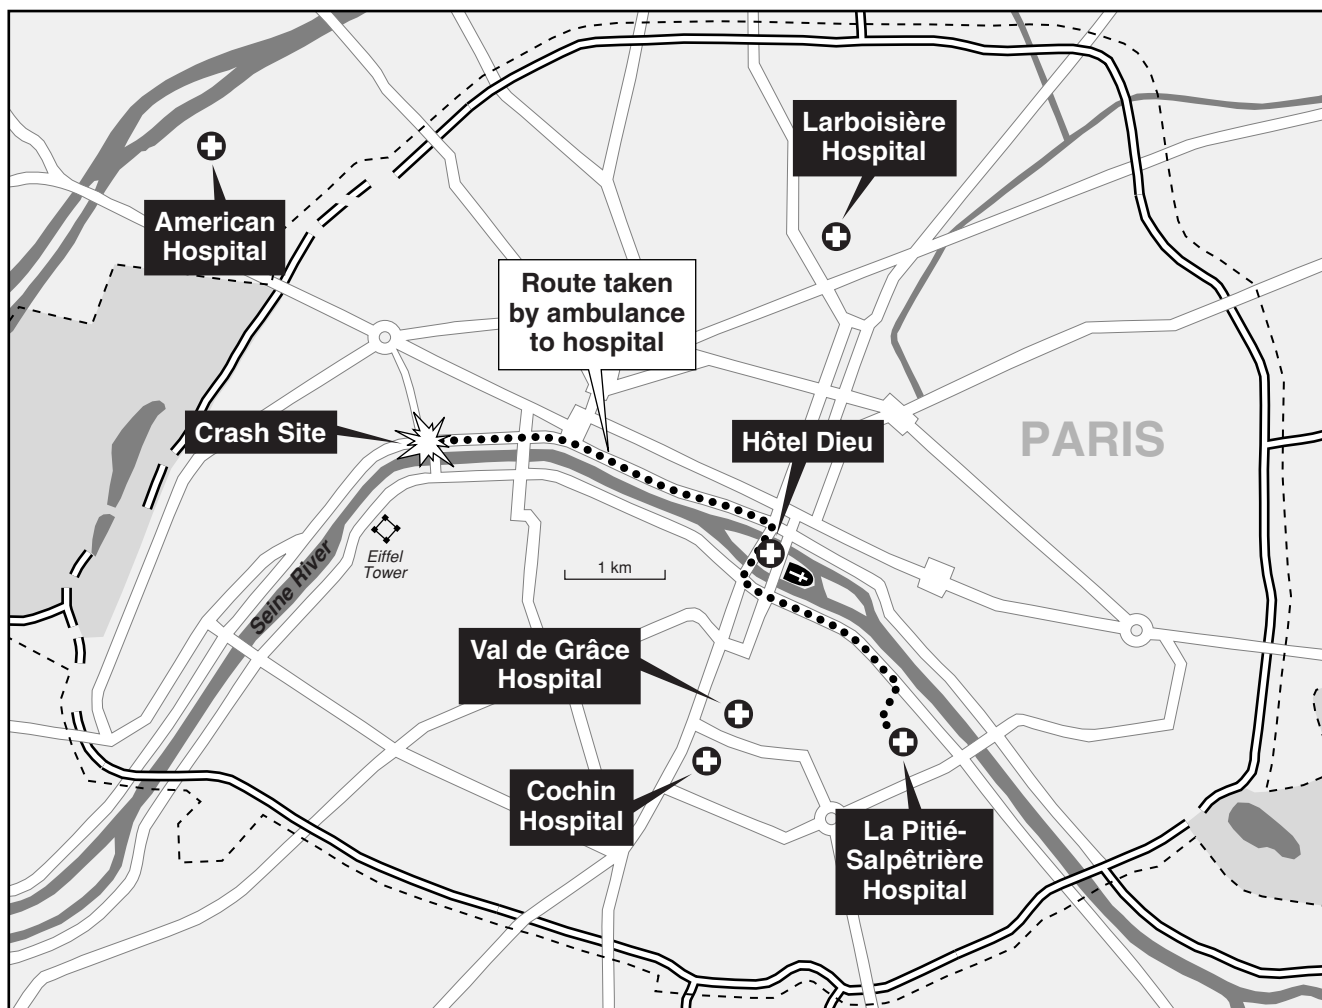 Larboisière
Hospital
American
Hospital
Route taken
by ambulance
to hospital
Crash Site
Hôtel Dieu
PARIS
Eiffel
Tower
1 km
Seine River
Val de Grâce
Hospital
Cochin
Hospital
La Pitié-
Salpêtrière
Hospital